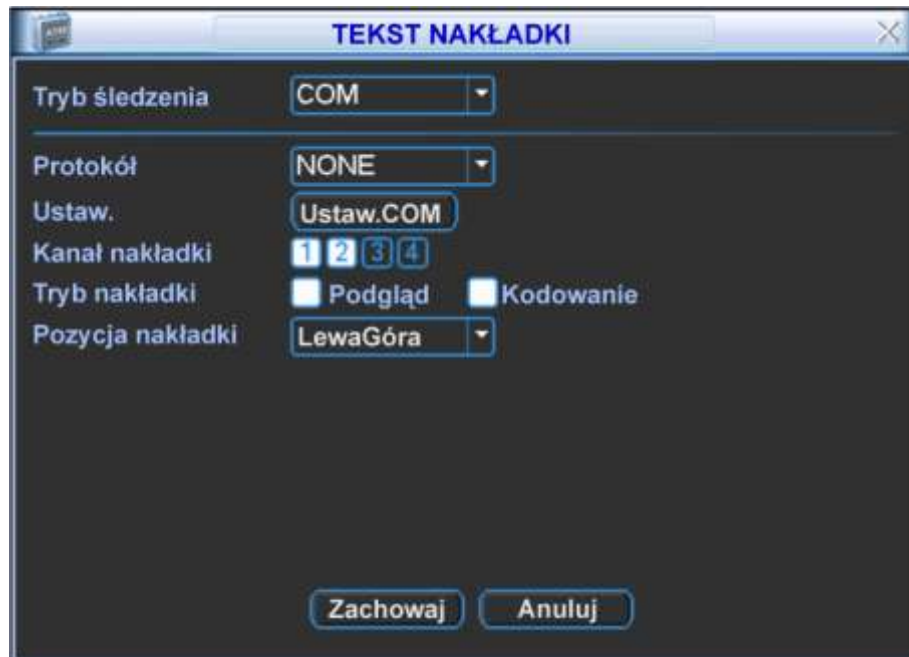 TEKST NAKŁADKI
Tryb śledzenia COM
Protokół NONE
Ustaw. Ustaw.COM
Kanał nakładki 1 2 3 4
Tryb nakładki Podgląd Kodowanie
Pozycja nakładki LewaGóra
Zachowaj Anuluj